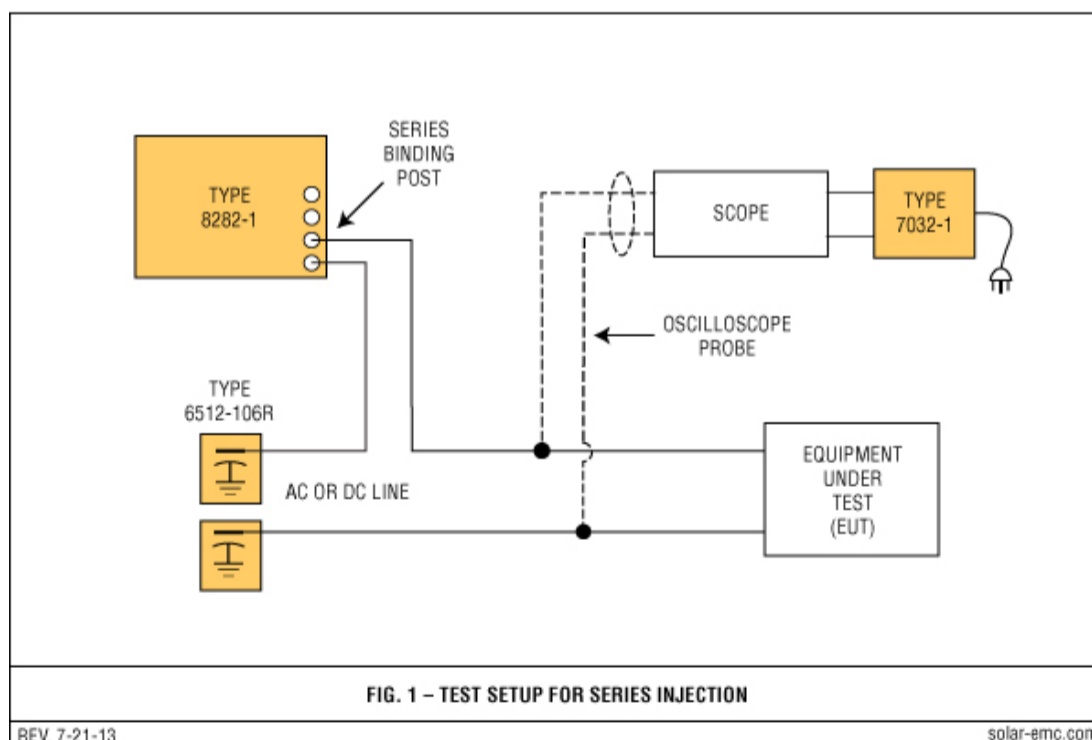 SERIES
BINDING
POST
TYPE
8282-1
SCOPE
TYPE
7032-1
OSCILLOSCOPE
PROBE
TYPE
6512-106R
AC OR DC LINE
EQUIPMENT
UNDER
TEST
(EUT)
FIG. 1 – TEST SETUP FOR SERIES INJECTION
REV. 7-21-13
solar-emc.com